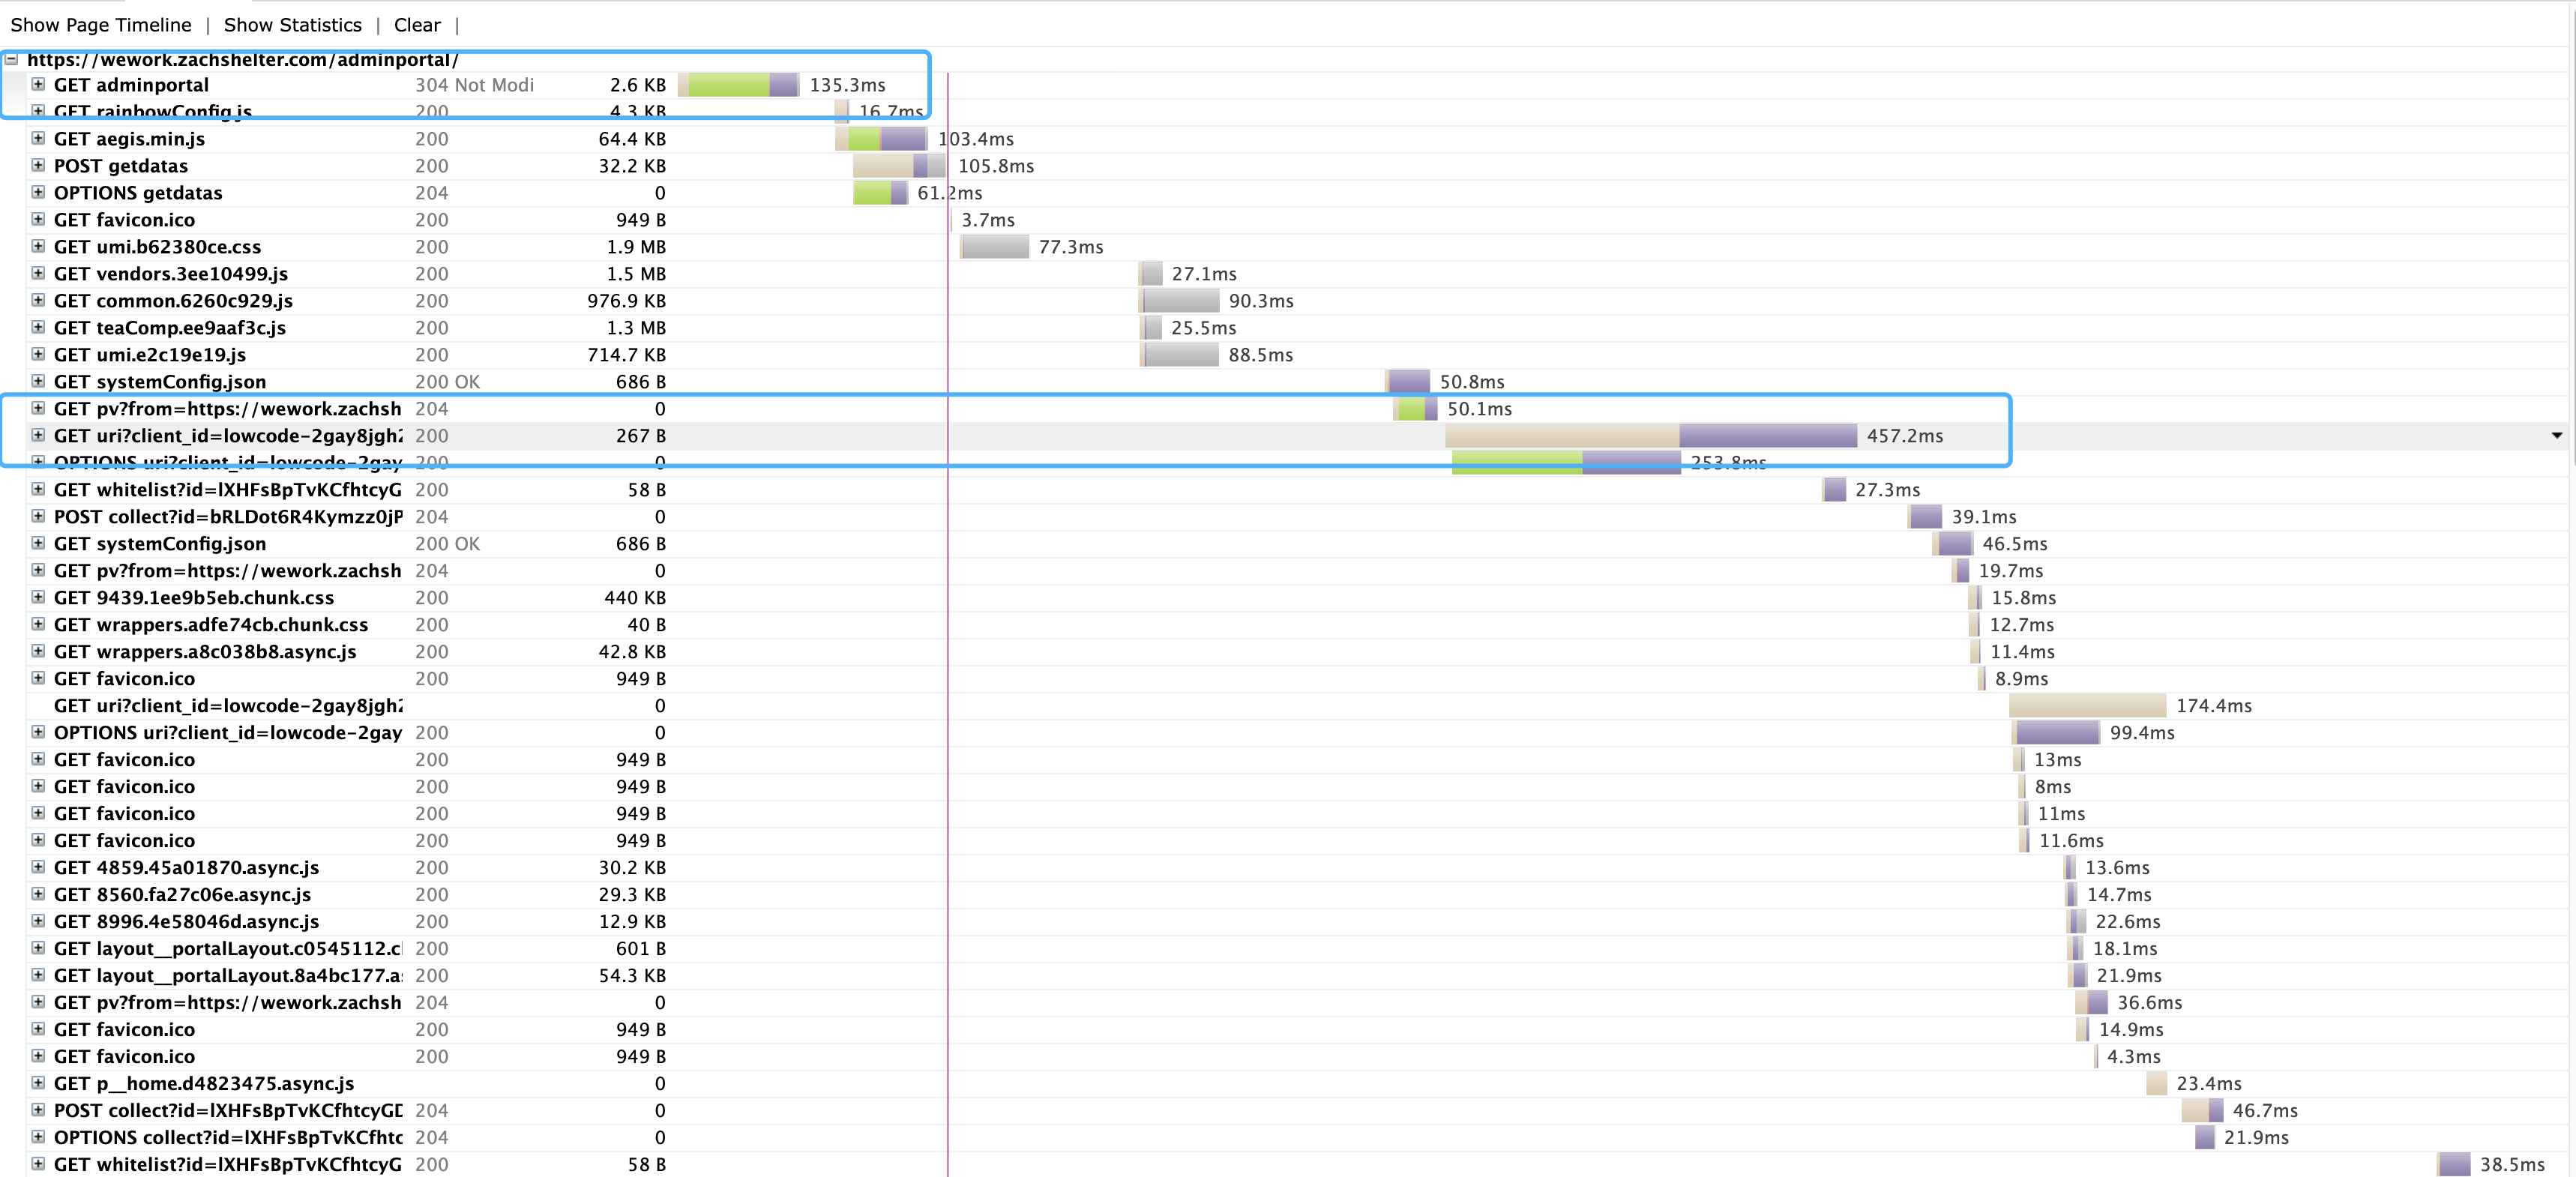 Show Page Timeline | Show Statistics | Clear |
https://wework.zachshelter.com/adminportal/
GET adminportal 304 Not Modi 2.6 KB 135.3ms
GET rainbowConfig.js 200 4.3 KB 16.7ms
GET aegis.min.js 200 64.4 KB 103.4ms
POST getdatas 200 32.2 KB 105.8ms
OPTIONS getdatas 204 0 61.2ms
GET favicon.ico 200 949 B 3.7ms
GET umi.b62380ce.css 200 1.9 MB 77.3ms
GET vendors.3ee10499.js 200 1.5 MB 27.1ms
GET common.6260c929.js 200 976.9 KB 90.3ms
GET teaComp.ee9aaf3c.js 200 1.3 MB 25.5ms
GET umi.e2c19e19.js 200 714.7 KB 88.5ms
GET systemConfig.json 200 OK 686 B 50.8ms
GET pv?from=https://wework.zachsh 204 0 50.1ms
GET uri?client_id=lowcode-2gay8jgh2 200 267 B 457.2ms
OPTIONS uri?client_id=lowcode-2gay 200 0 253.8ms
GET whitelist?id=lXHFsBpTvKCfhtcyG 200 58 B 27.3ms
POST collect?id=bRLDot6R4Kymzz0jP 204 0 39.1ms
GET systemConfig.json 200 OK 686 B 46.5ms
GET pv?from=https://wework.zachsh 204 0 19.7ms
GET 9439.1ee9b5eb.chunk.css 200 440 KB 15.8ms
GET wrappers.adfe74cb.chunk.css 200 40 B 12.7ms
GET wrappers.a8c038b8.async.js 200 42.8 KB 11.4ms
GET favicon.ico 200 949 B 8.9ms
GET uri?client_id=lowcode-2gay8jgh2 0 174.4ms
OPTIONS uri?client_id=lowcode-2gay 200 0 99.4ms
GET favicon.ico 200 949 B 13ms
GET favicon.ico 200 949 B 8ms
GET favicon.ico 200 949 B 11ms
GET favicon.ico 200 949 B 11.6ms
GET 4859.45a01870.async.js 200 30.2 KB 13.6ms
GET 8560.fa27c06e.async.js 200 29.3 KB 14.7ms
GET 8996.4e58046d.async.js 200 12.9 KB 22.6ms
GET layout__portalLayout.c0545112.c 200 601 B 18.1ms
GET layout__portalLayout.8a4bc177.a 200 54.3 KB 21.9ms
GET pv?from=https://wework.zachsh 204 0 36.6ms
GET favicon.ico 200 949 B 14.9ms
GET favicon.ico 200 949 B 4.3ms
GET p__home.d4823475.async.js 0 23.4ms
POST collect?id=lXHFsBpTvKCfhtcyGD 204 0 46.7ms
OPTIONS collect?id=lXHFsBpTvKCfhtc 204 0 21.9ms
GET whitelist?id=lXHFsBpTvKCfhtcyG 200 58 B 38.5ms